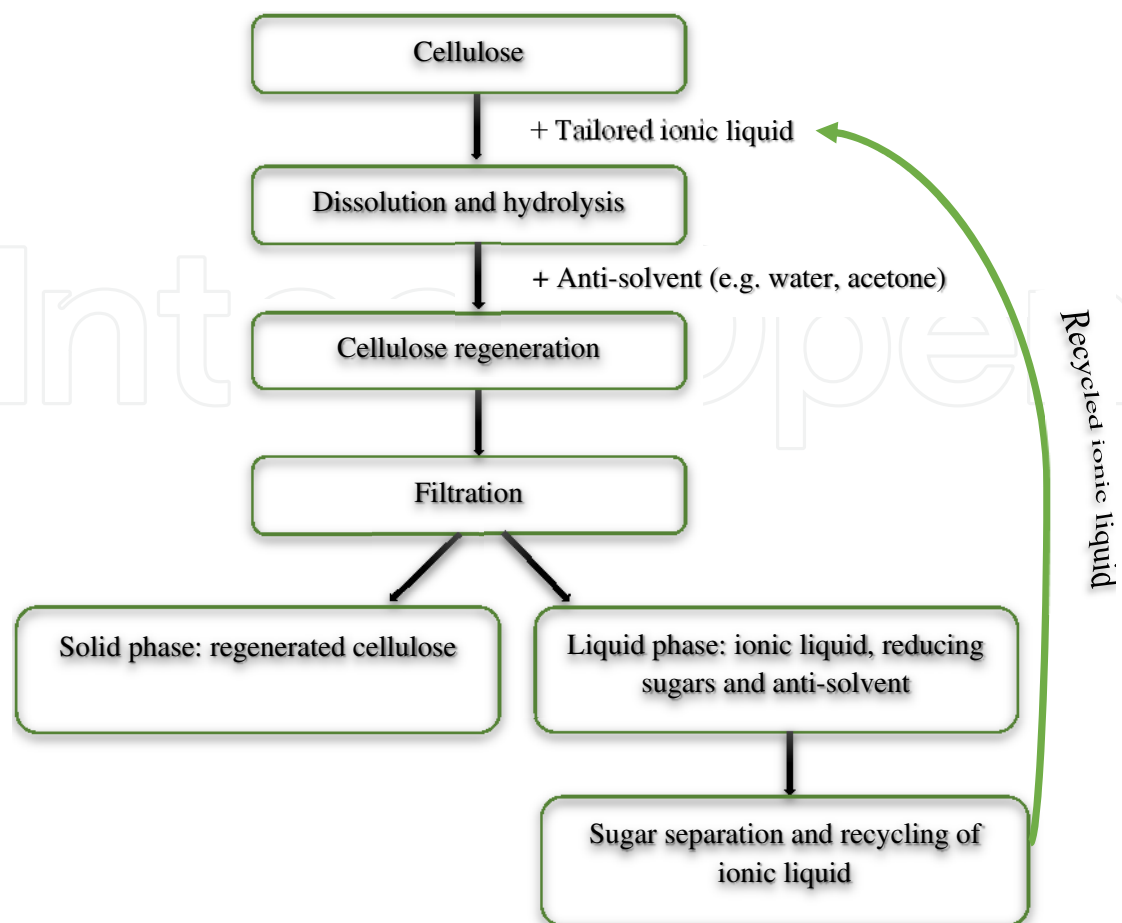 Cellulose
+ Tailored ionic liquid
Dissolution and hydrolysis
+ Anti-solvent (e.g. water, acetone)
Cellulose regeneration
Filtration
Solid phase: regenerated cellulose
Liquid phase: ionic liquid, reducing
sugars and anti-solvent
Sugar separation and recycling of
ionic liquid
Recycled ionic liquid